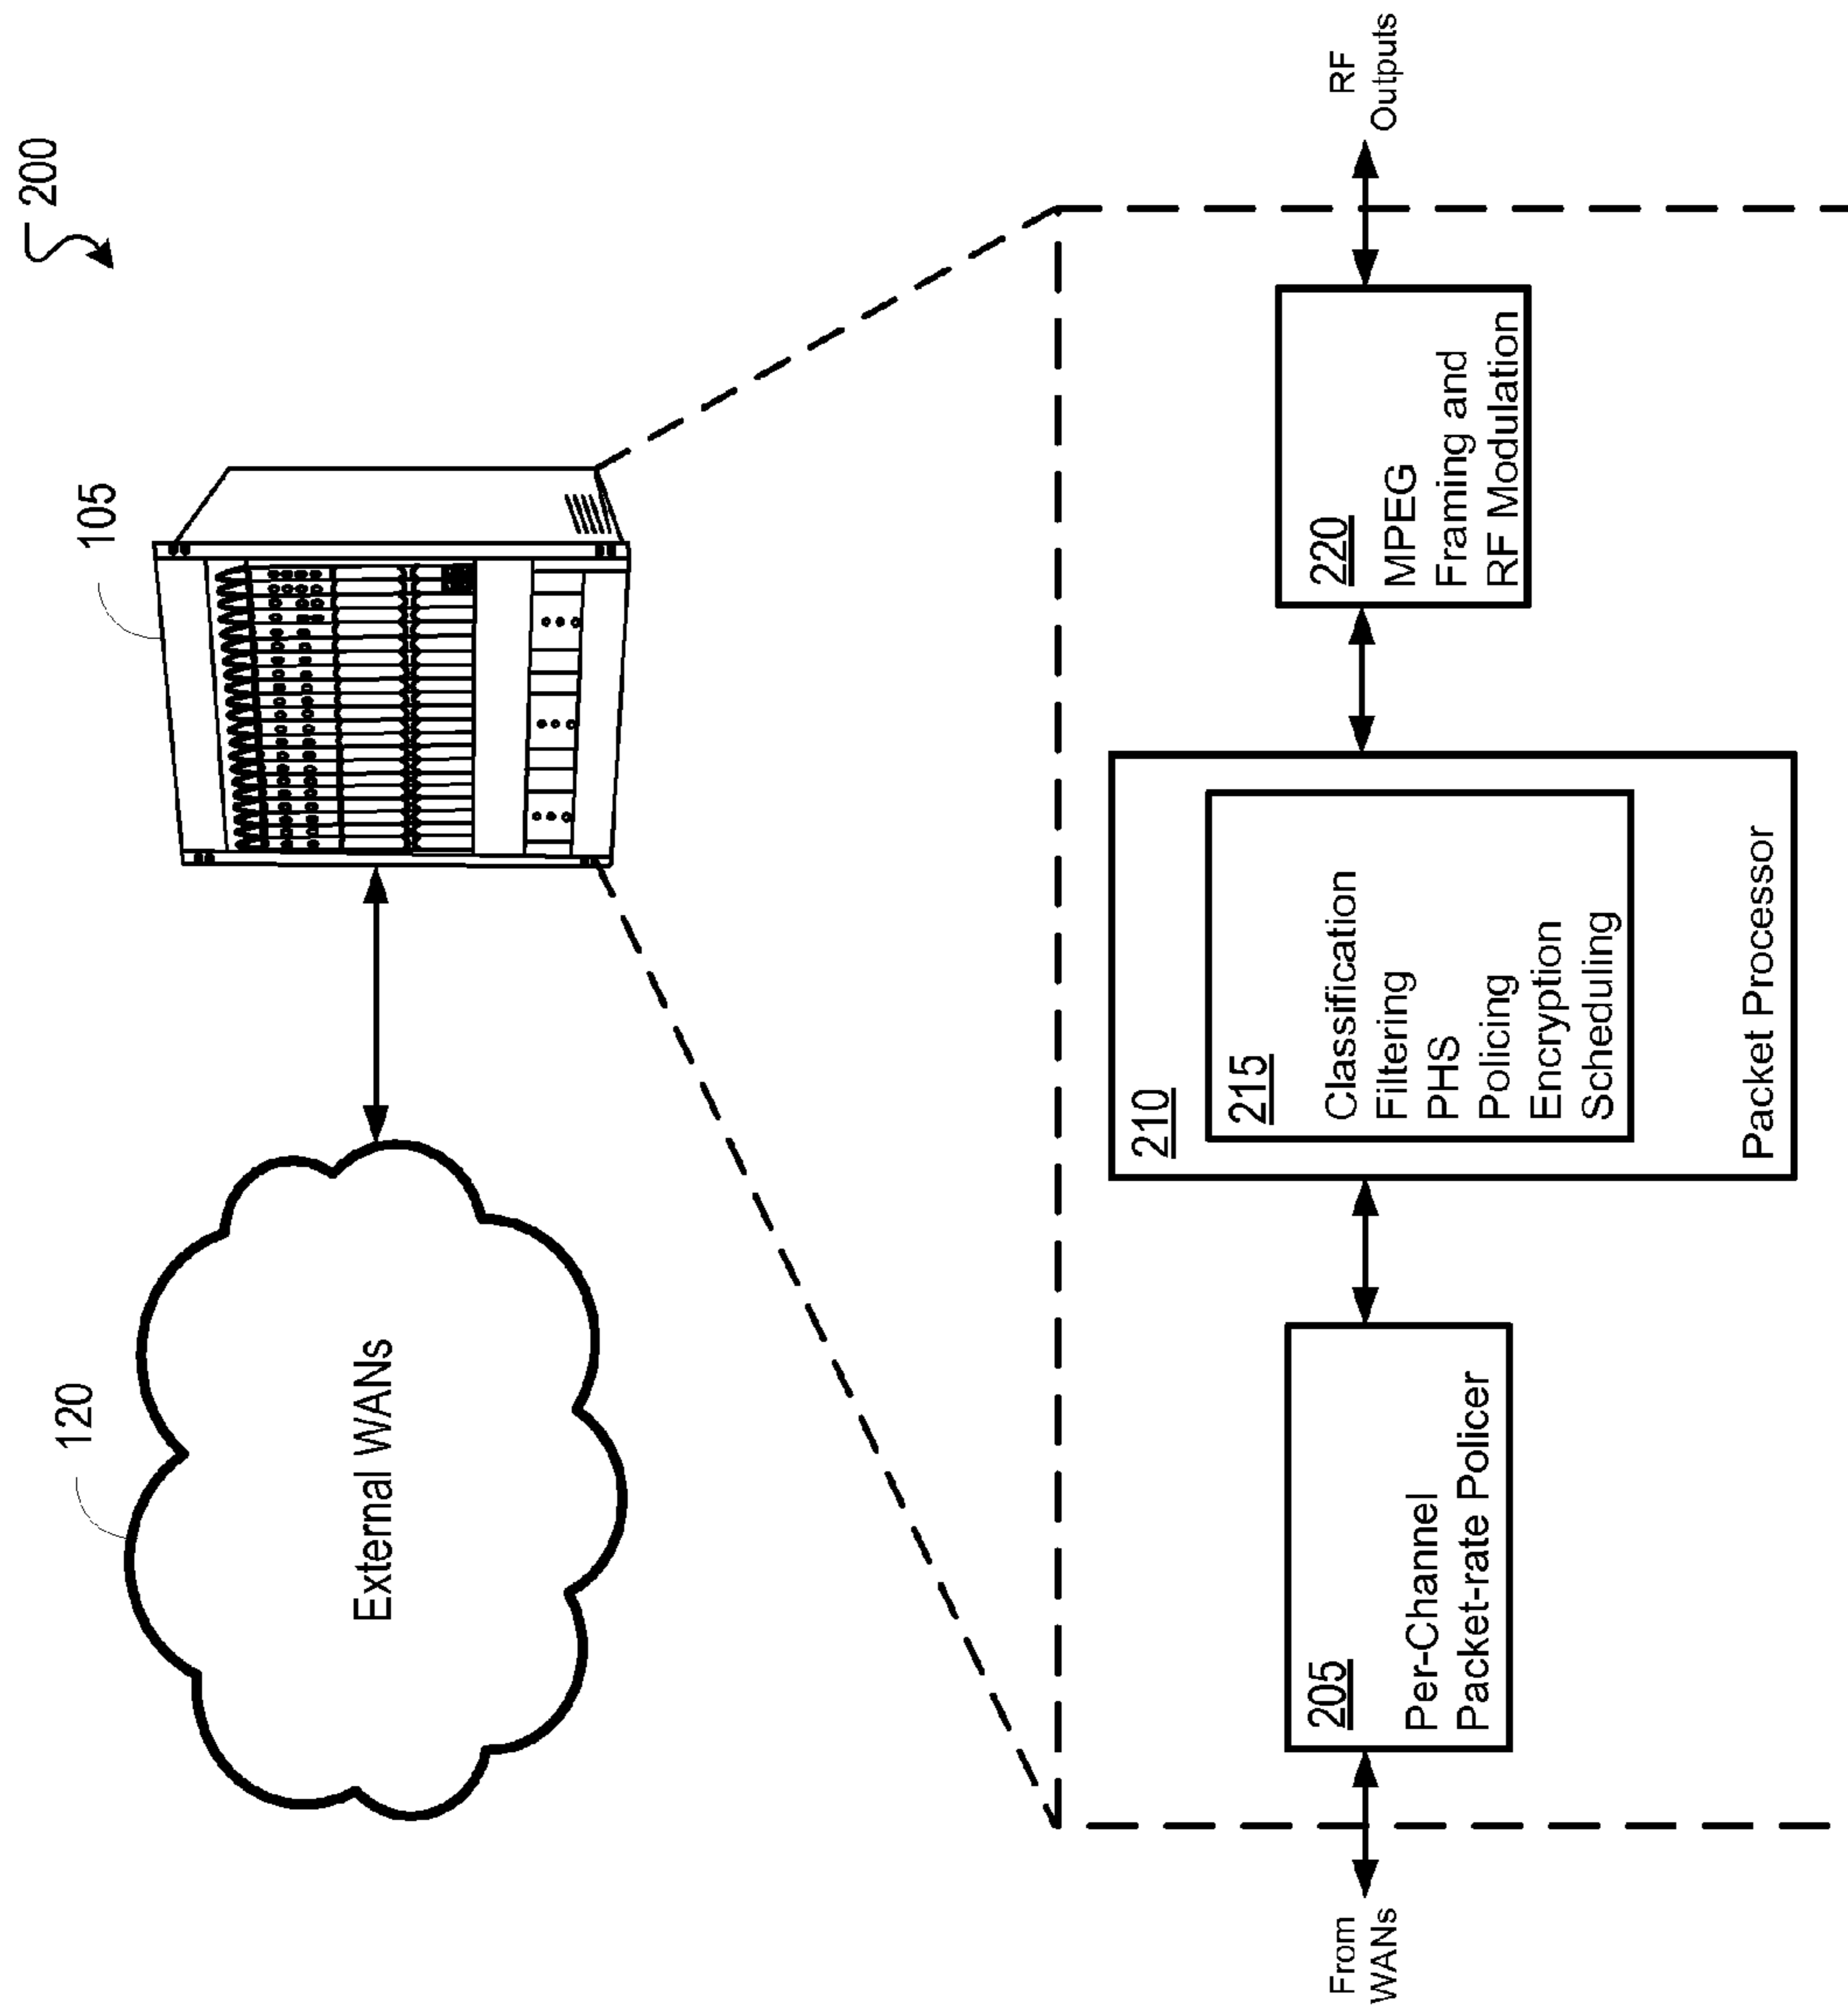 200
105
120
External WANs
From
WANs
205
Per-Channel
Packet-rate Policer
210
215
Classification
Filtering
PHS
Policing
Encryption
Scheduling
Packet Processor
220
MPEG
Framing and
RF Modulation
RF
Outputs